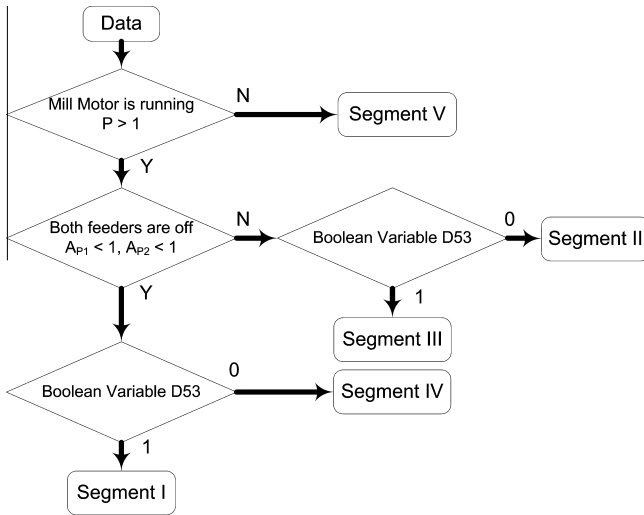 Data
Mill Motor is running
P > 1
N
Segment V
Y
Both feeders are off
AP1 < 1, AP2 < 1
N
Boolean Variable D53
0
Segment II
Y
1
Segment III
Boolean Variable D53
0
Segment IV
1
Segment I